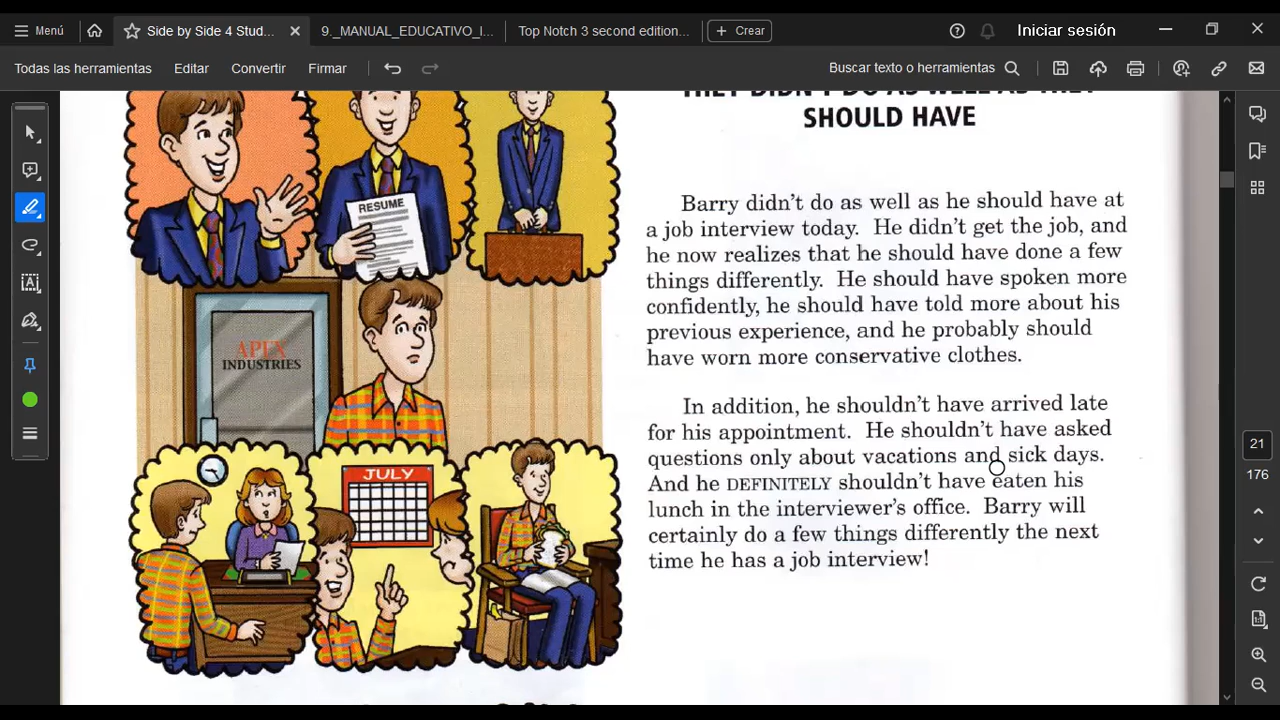 Menú
Side by Side 4 Stud...
9._MANUAL_EDUCATIVO_I...
Top Notch 3 second edition...
Crear
Iniciar sesión
Todas las herramientas
Editar
Convertir
Firmar
Buscar texto o herramientas
THEY DIDN'T DO AS WELL AS THEY
SHOULD HAVE
RESUME
Barry didn't do as well as he should have at
a job interview today. He didn't get the job, and
he now realizes that he should have done a few
things differently. He should have spoken more
confidently, he should have told more about his
previous experience, and he probably should
have worn more conservative clothes.
APEX
INDUSTRIES
In addition, he shouldn't have arrived late
for his appointment. He shouldn't have asked
questions only about vacations and sick days.
And he DEFINITELY shouldn't have eaten his
lunch in the interviewer's office. Barry will
certainly do a few things differently the next
time he has a job interview!
JULY
21
176